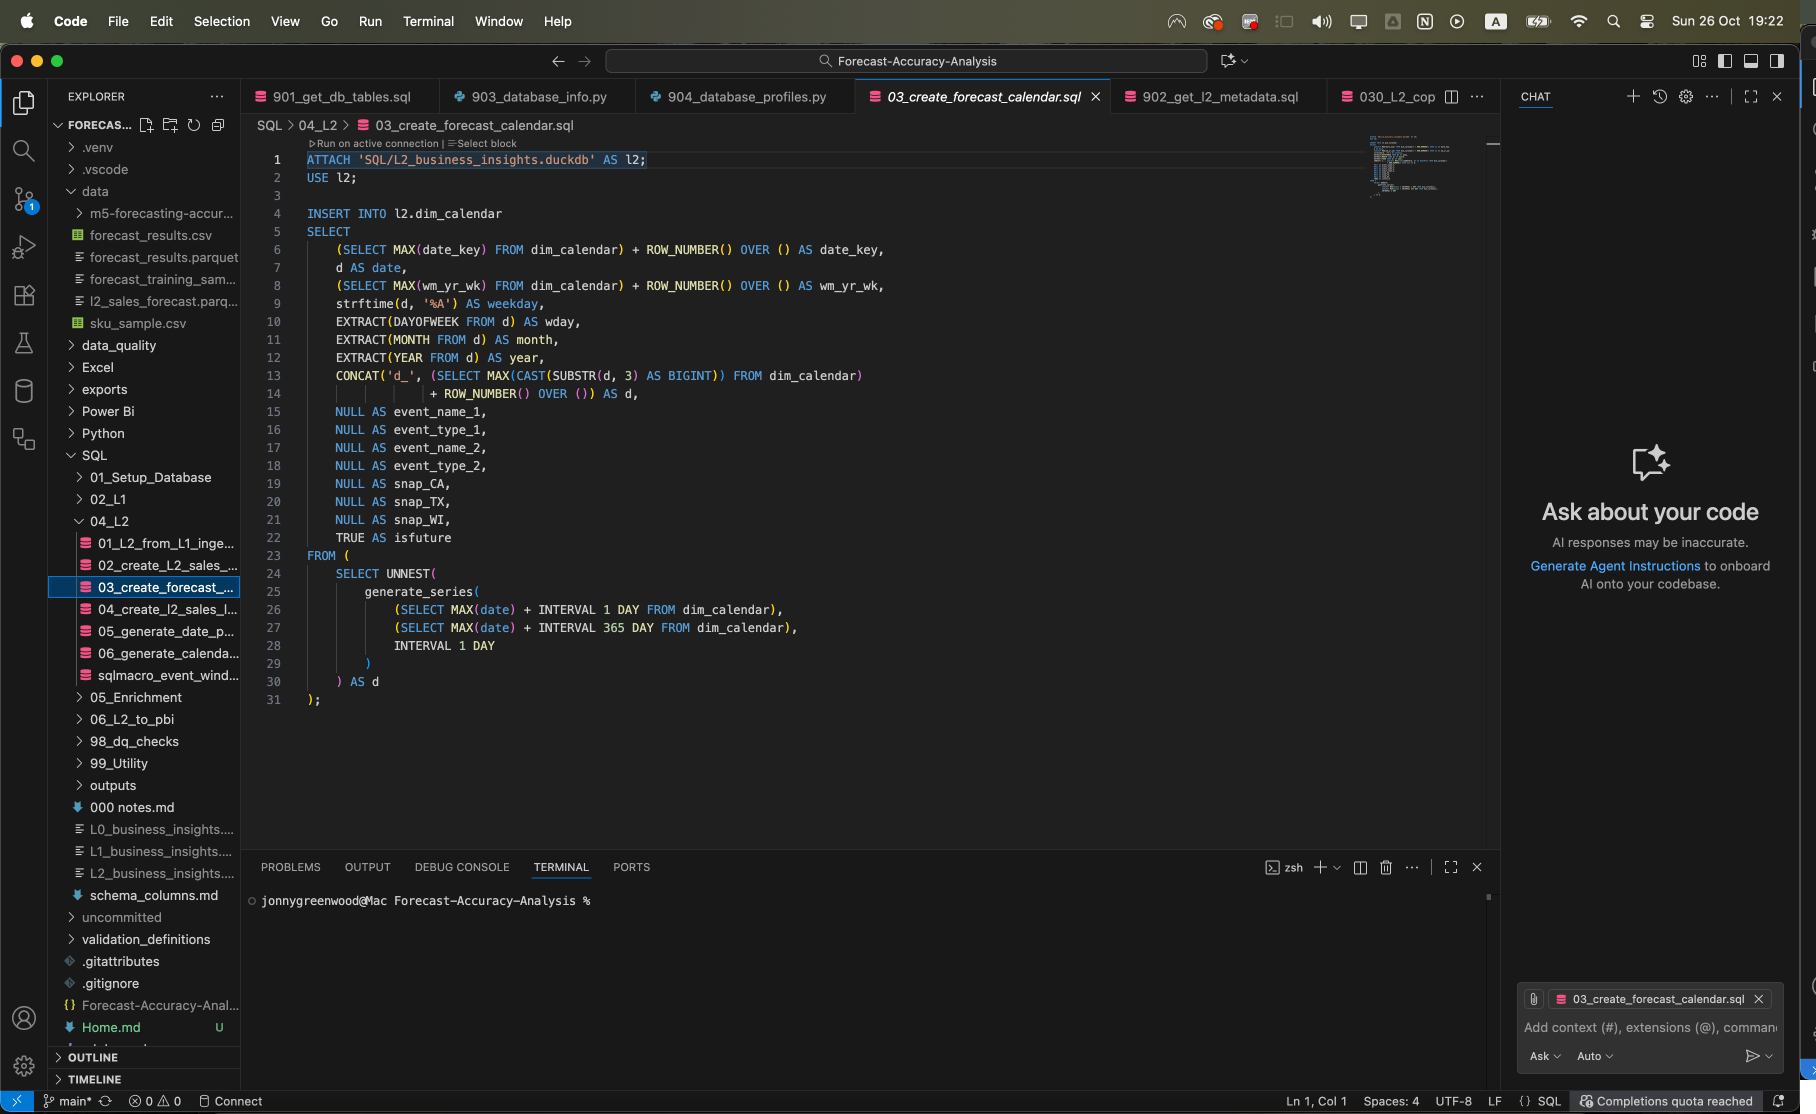 Code File Edit Selection View Go Run Terminal Window Help
A
Sun 26 Oct 19:22
Forecast-Accuracy-Analysis
EXPLORER
FORECAS...
.venv
.vscode
data
m5-forecasting-accur...
forecast_results.csv
forecast_results.parquet
forecast_training_sam...
l2_sales_forecast.parq...
sku_sample.csv
data_quality
Excel
exports
Power Bi
Python
SQL
01_Setup_Database
02_L1
04_L2
01_L2_from_L1_inge...
02_create_L2_sales_...
03_create_forecast_...
04_create_l2_sales_l...
05_generate_date_p...
06_generate_calenda...
sqlmacro_event_wind...
05_Enrichment
06_L2_to_pbi
98_dq_checks
99_Utility
outputs
000 notes.md
L0_business_insights....
L1_business_insights....
L2_business_insights....
schema_columns.md
uncommitted
validation_definitions
.gitattributes
.gitignore
Forecast-Accuracy-Anal...
Home.md U
OUTLINE
TIMELINE
901_get_db_tables.sql 903_database_info.py 904_database_profiles.py 03_create_forecast_calendar.sql 902_get_l2_metadata.sql 030_L2_cop
SQL > 04_L2 > 03_create_forecast_calendar.sql
Run on active connection | Select block
1 ATTACH 'SQL/L2_business_insights.duckdb' AS l2;
2 USE l2;
3
4 INSERT INTO l2.dim_calendar
5 SELECT
6 (SELECT MAX(date_key) FROM dim_calendar) + ROW_NUMBER() OVER () AS date_key,
7 d AS date,
8 (SELECT MAX(wm_yr_wk) FROM dim_calendar) + ROW_NUMBER() OVER () AS wm_yr_wk,
9 strftime(d, '%A') AS weekday,
10 EXTRACT(DAYOFWEEK FROM d) AS wday,
11 EXTRACT(MONTH FROM d) AS month,
12 EXTRACT(YEAR FROM d) AS year,
13 CONCAT('d_', (SELECT MAX(CAST(SUBSTR(d, 3) AS BIGINT)) FROM dim_calendar)
14 + ROW_NUMBER() OVER ()) AS d,
15 NULL AS event_name_1,
16 NULL AS event_type_1,
17 NULL AS event_name_2,
18 NULL AS event_type_2,
19 NULL AS snap_CA,
20 NULL AS snap_TX,
21 NULL AS snap_WI,
22 TRUE AS isfuture
23 FROM (
24 SELECT UNNEST(
25 generate_series(
26 (SELECT MAX(date) + INTERVAL 1 DAY FROM dim_calendar),
27 (SELECT MAX(date) + INTERVAL 365 DAY FROM dim_calendar),
28 INTERVAL 1 DAY
29 )
30 ) AS d
31 );
PROBLEMS OUTPUT DEBUG CONSOLE TERMINAL PORTS
zsh
jonnygreenwood@Mac Forecast-Accuracy-Analysis %
CHAT
Ask about your code
AI responses may be inaccurate.
Generate Agent Instructions to onboard
AI onto your codebase.
03_create_forecast_calendar.sql
Add context (#), extensions (@), comman
Ask Auto
1
main* 0 0 Connect
Ln 1, Col 1 Spaces: 4 UTF-8 LF {} SQL Completions quota reached